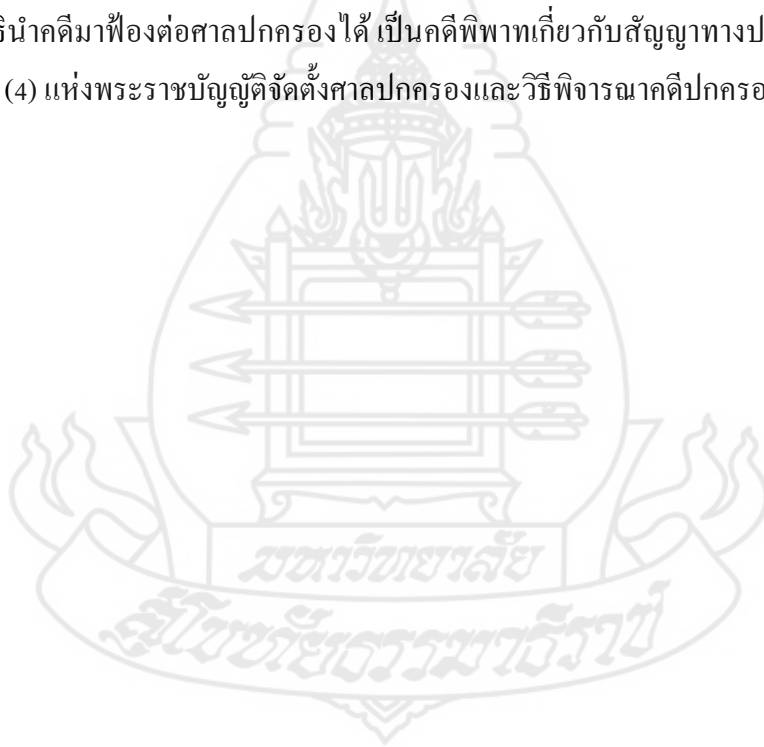 ธินำคดีมาฟ้องต่อศาลปกครองได้ เป็นคดีพิพาทเกี่ยวกับสัญญาทางป
(4) แห่งพระราชบัญญัติจัดตั้งศาลปกครองและวิธีพิจารณาคดีปกครอ
มหาวิทยาลัย
สุโขทัยธรรมาธิราช